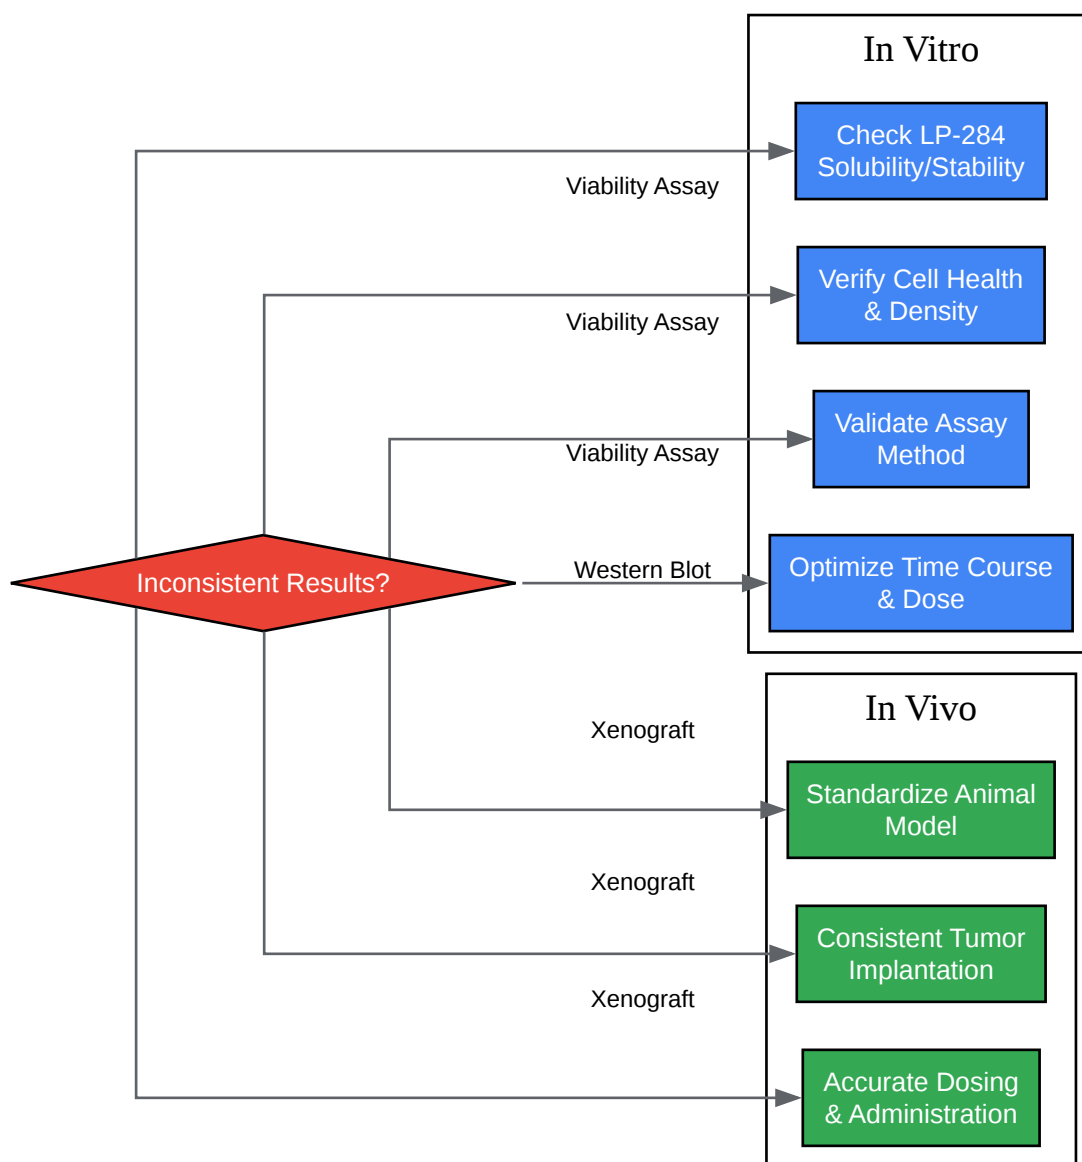 In Vitro
Check LP-284
Solubility/Stability
Viability Assay
Verify Cell Health
& Density
Viability Assay
Validate Assay
Method
Viability Assay
Inconsistent Results?
Western Blot
Optimize Time Course
& Dose
In Vivo
Xenograft
Standardize Animal
Model
Xenograft
Consistent Tumor
Implantation
Xenograft
Accurate Dosing
& Administration